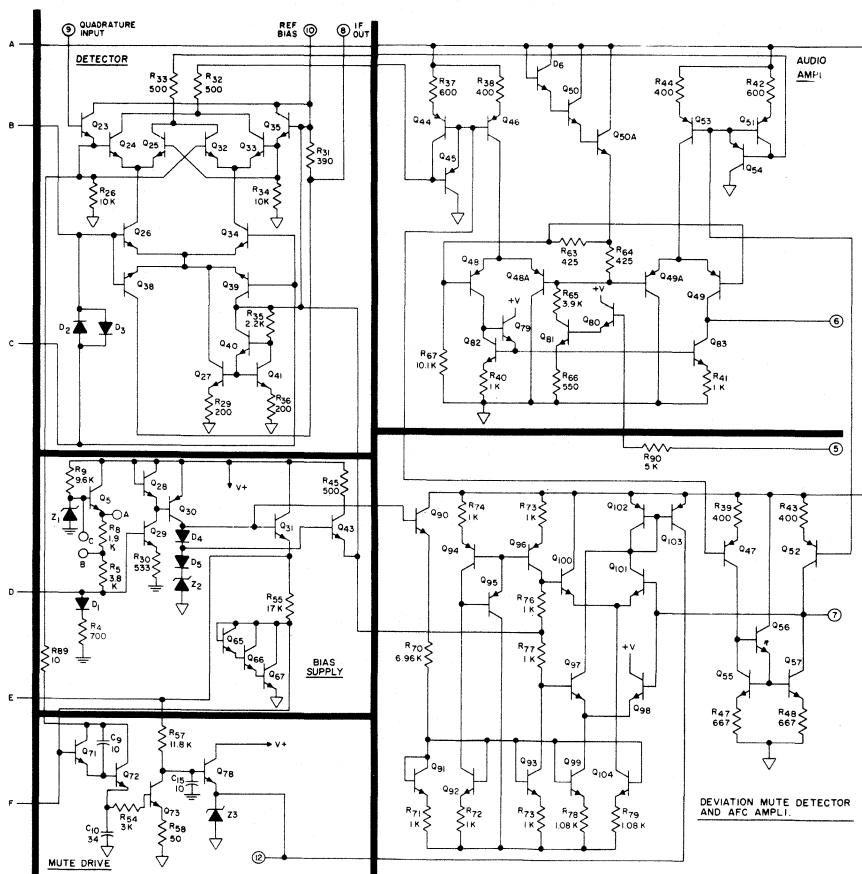 9 QUADRATURE INPUT
REF BIAS 10
8 IF OUT
A
DETECTOR
R33 500
R32 500
Q23
Q24
Q25
Q32
Q33
Q35
R31 390
B
R26 10K
R34 10K
Q26
Q34
Q38
Q39
D2
D3
R35 2.2K
C
Q40
Q27
Q41
R29 200
R36 200
AUDIO AMPL
R37 600
R38 400
D6
Q50
Q50A
R44 400
R42 600
Q44
Q46
Q53
Q51
Q45
Q54
R63 425
R64 425
Q48
Q48A
Q49A
Q49
+V
+V
R65 3.9K
Q79
Q80
6
Q82
Q81
Q83
R67 10.1K
R40 1K
R66 550
R41 1K
R90 5K
5
R9 9.6K
Q5
Z1
A
C
B
R8 1.9 K
R5 3.8 K
Q28
Q29
Q30
R30 533
D4
D5
Z2
V+
Q31
R45 500
Q43
D
D1
R4 700
R89 10
R55 17K
Q65
Q66
Q67
BIAS SUPPLY
E
Q90
R74 1K
R73 1K
Q94
Q96
Q100
Q95
Q102
Q103
Q101
R76 1K
R77 1K
R70 6.96K
Q97
+V
Q98
R39 400
R43 400
Q47
Q52
7
Q56
Q55
Q57
R47 667
R48 667
Q91
Q92
Q93
Q99
Q104
R71 1K
R72 1K
R73 1K
R78 1.08K
R79 1.08K
DEVIATION MUTE DETECTOR
AND AFC AMPL.
R57 11.8K
C9 10
Q71
Q72
C15 10
Q78
V+
F
R54 3K
Q73
R58 50
Z3
C10 34
MUTE DRIVE
12